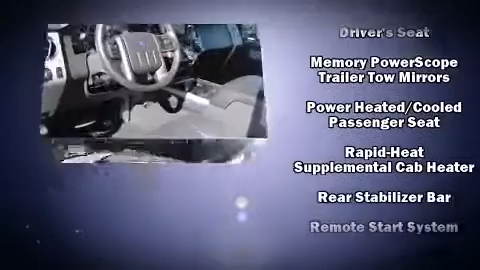 Driver's Seat
Memory PowerScope
Trailer Tow Mirrors
Power Heated/Cooled
Passenger Seat
Rapid-Heat
Supplemental Cab Heater
Rear Stabilizer Bar
Remote Start System